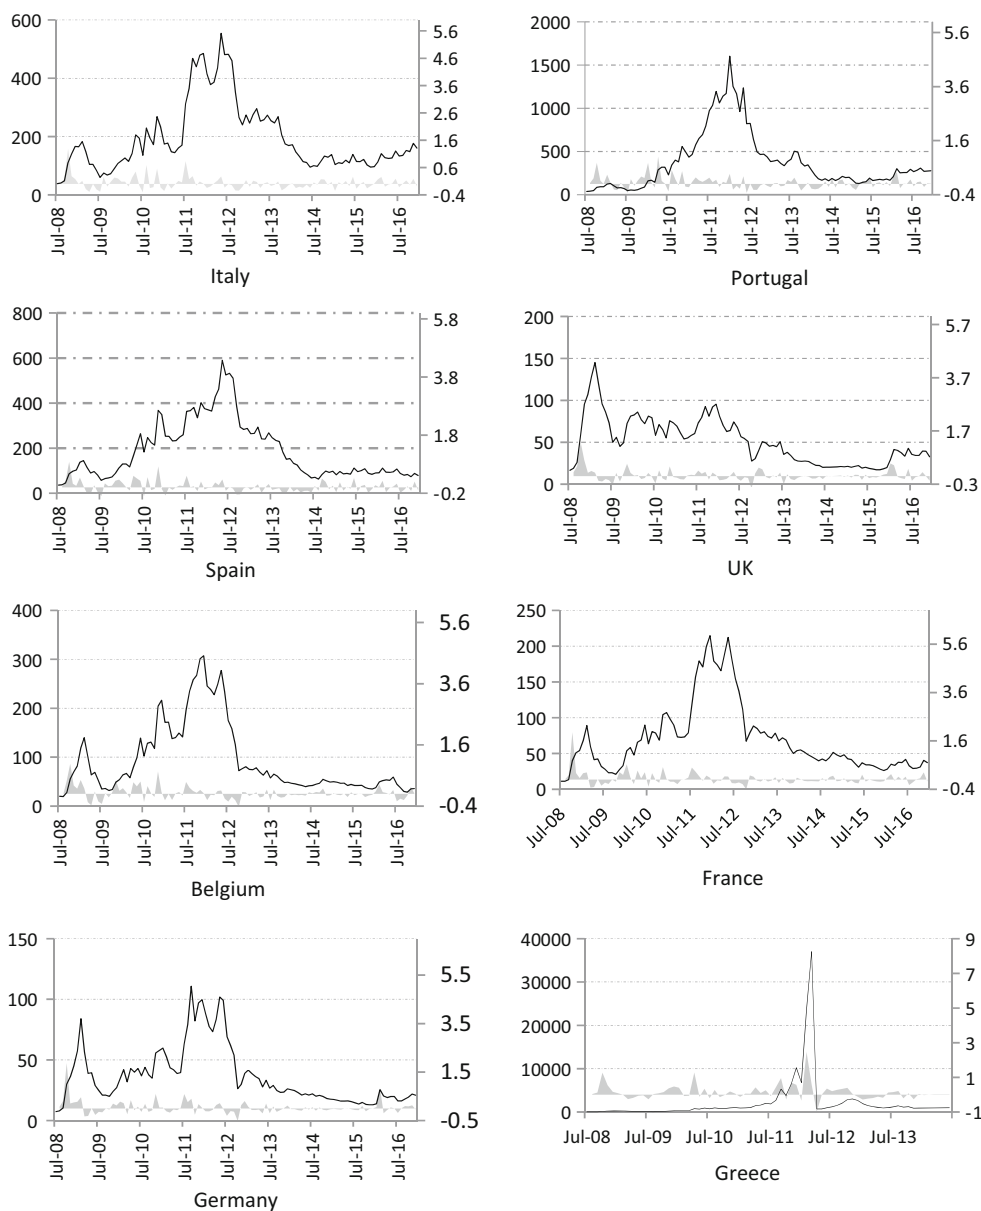 600
400
200
0
5.6
4.6
3.6
2.6
1.6
0.6
-0.4
Jul-08
Jul-09
Jul-10
Jul-11
Jul-12
Jul-13
Jul-14
Jul-15
Jul-16
Italy
2000
1500
1000
500
0
5.6
3.6
1.6
-0.4
Jul-08
Jul-09
Jul-10
Jul-11
Jul-12
Jul-13
Jul-14
Jul-15
Jul-16
Portugal
800
600
400
200
0
5.8
3.8
1.8
-0.2
Jul-08
Jul-09
Jul-10
Jul-11
Jul-12
Jul-13
Jul-14
Jul-15
Jul-16
Spain
200
150
100
50
0
5.7
3.7
1.7
-0.3
Jul-08
Jul-09
Jul-10
Jul-11
Jul-12
Jul-13
Jul-14
Jul-15
Jul-16
UK
400
300
200
100
0
5.6
3.6
1.6
-0.4
Jul-08
Jul-09
Jul-10
Jul-11
Jul-12
Jul-13
Jul-14
Jul-15
Jul-16
Belgium
250
200
150
100
50
0
5.6
3.6
1.6
-0.4
Jul-08
Jul-09
Jul-10
Jul-11
Jul-12
Jul-13
Jul-14
Jul-15
Jul-16
France
150
100
50
0
5.5
3.5
1.5
-0.5
Jul-08
Jul-09
Jul-10
Jul-11
Jul-12
Jul-13
Jul-14
Jul-15
Jul-16
Germany
40000
30000
20000
10000
0
9
7
5
3
1
-1
Jul-08 Jul-09 Jul-10 Jul-11 Jul-12 Jul-13
Greece